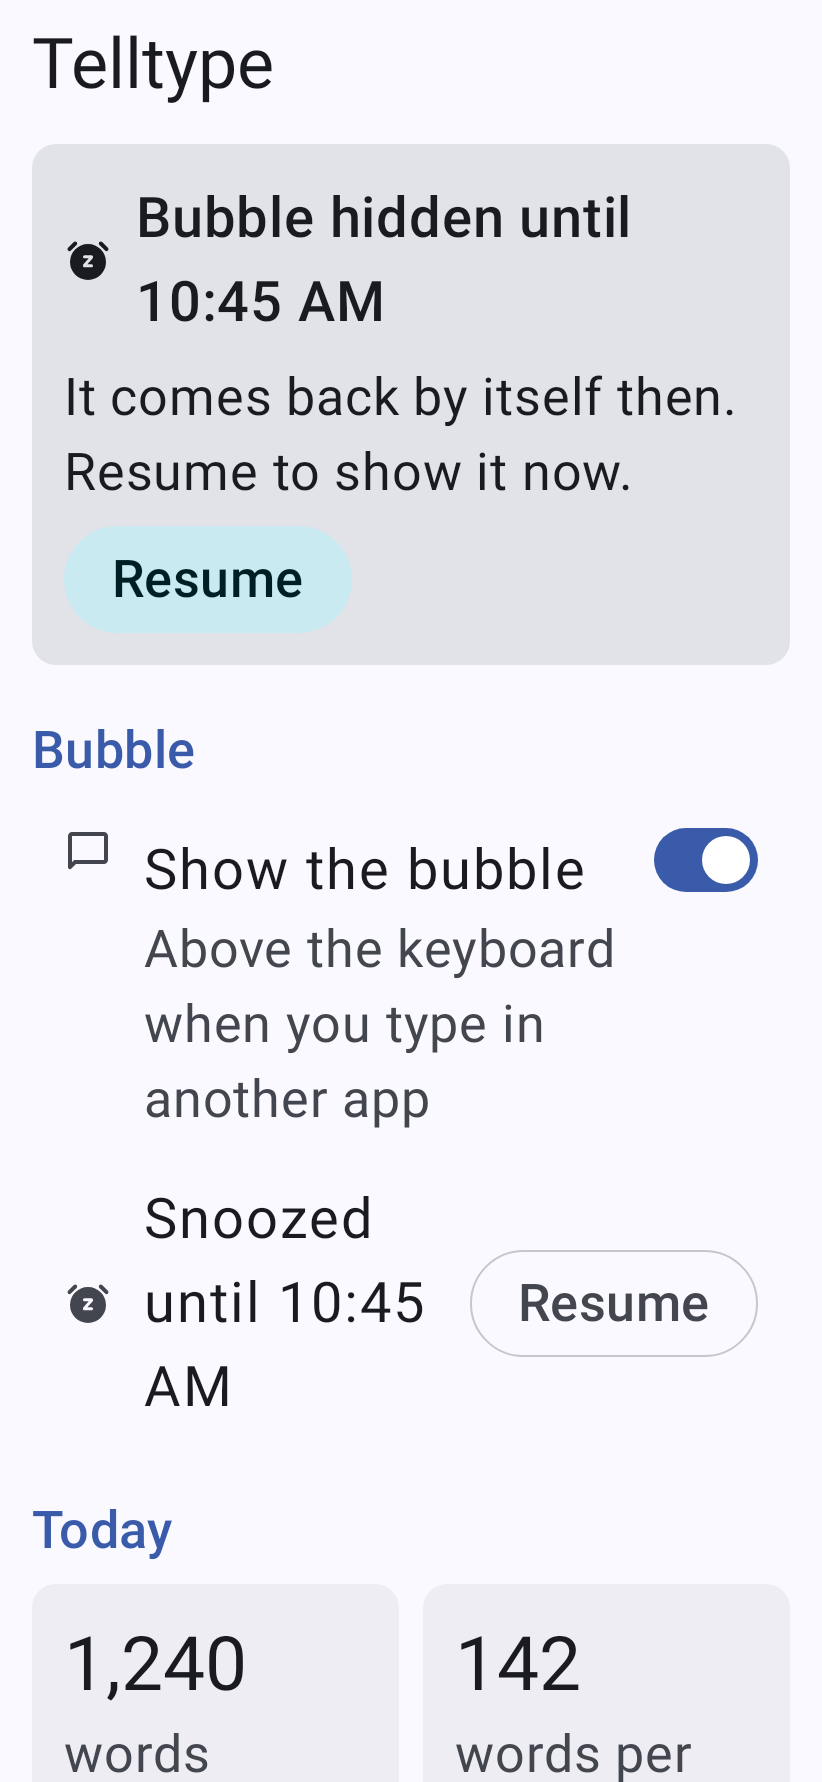 Telltype
Bubble hidden until
10:45 AM
It comes back by itself then.
Resume to show it now.
Resume
Bubble
Show the bubble
Above the keyboard
when you type in
another app
Snoozed
until 10:45
AM
Resume
Today
1,240
words
142
words per